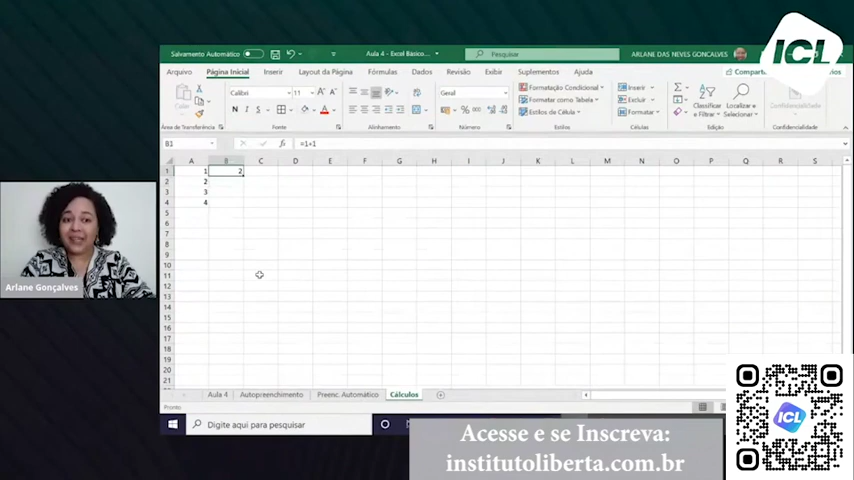 ICL
Salvamento Automático
Aula 4 - Excel Básico...
Pesquisar
ARLANE DAS NEVES GONCALVES
Arquivo
Página Inicial
Inserir
Layout da Página
Fórmulas
Dados
Revisão
Exibir
Suplementos
Ajuda
Colar
Calibri
N I S
Geral
Formatação Condicional
Formatar como Tabela
Estilos de Célula
Inserir
Excluir
Formatar
Classificar
e Filtrar
Localizar e
Selecionar
Confidencialidade
Área de Transferência
Fonte
Alinhamento
Número
Estilos
Células
Edição
Confidencialidade
B1
=1+1
A B C D E F G H I J K L M N O P Q R S
1 1 2
2 2
3 3
4 4
5
6
7
8
9
10
11
12
13
14
15
16
17
18
19
20
21
Arlane Gonçalves
Aula 4
Autopreenchimento
Preenc. Automático
Cálculos
Pronto
Digite aqui para pesquisar
Acesse e se Inscreva:
institutoliberta.com.br
ICL